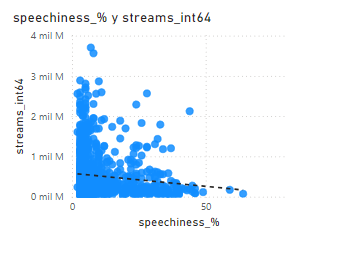 speechiness_% y streams_int64
4 mil M
3 mil M
2 mil M
1 mil M
0 mil M
streams_int64
0
50
speechiness_%